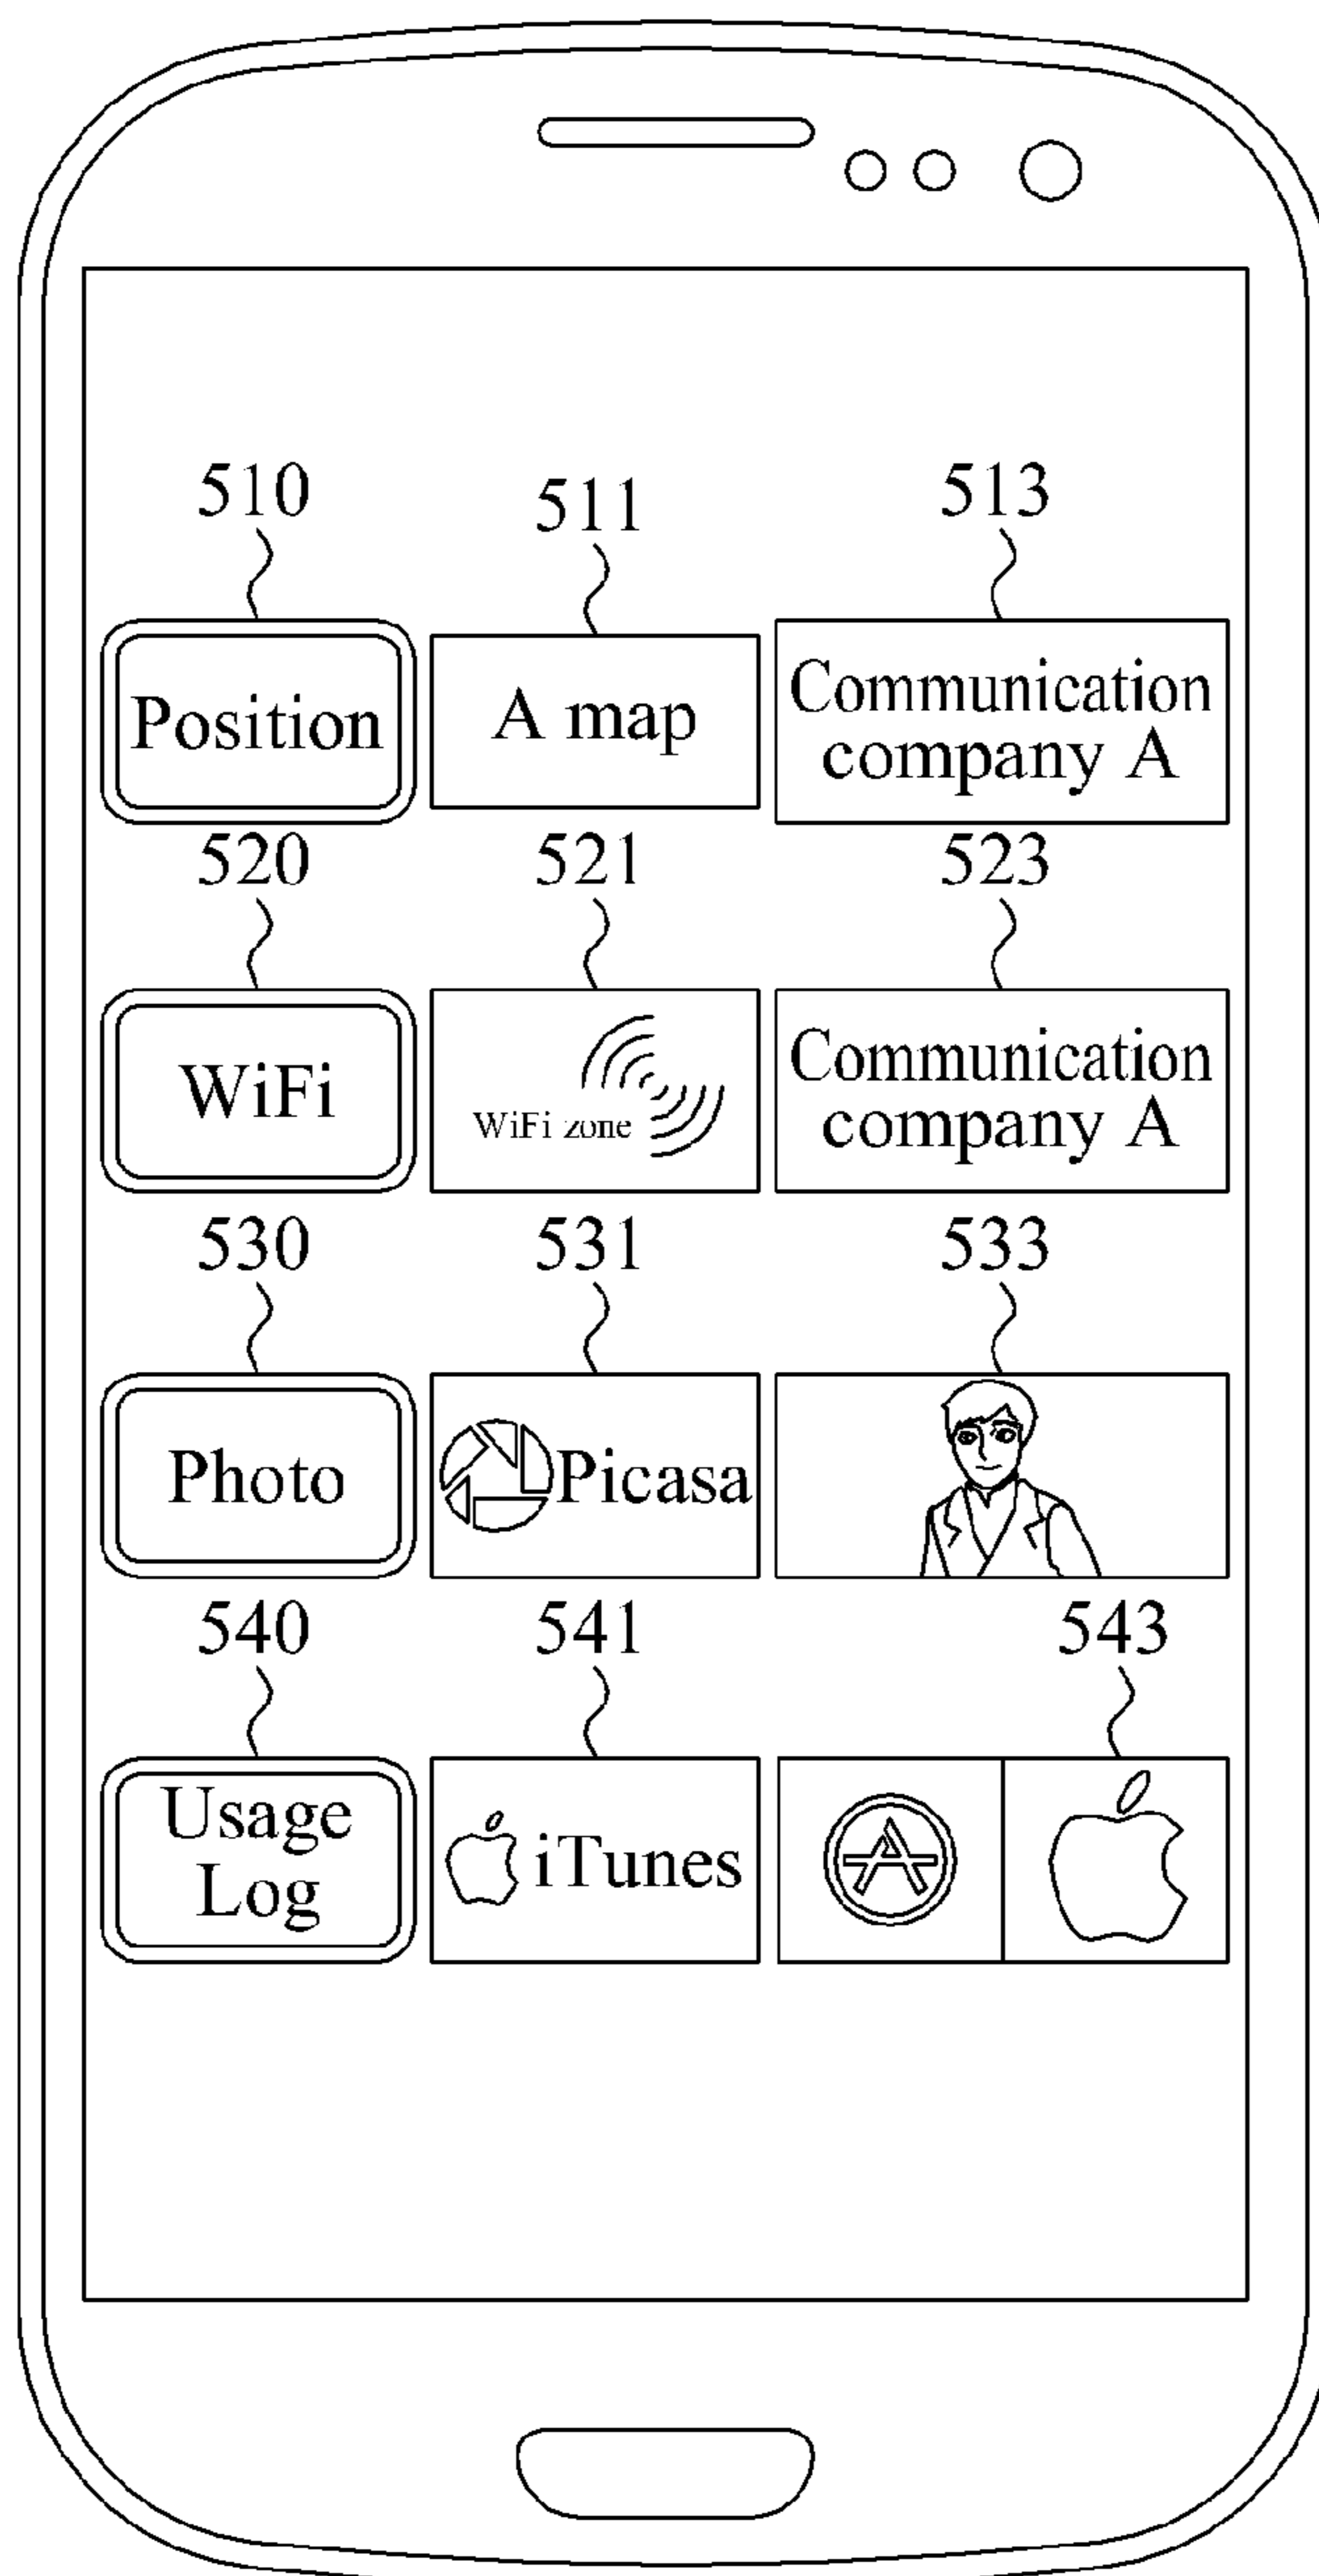 510 511 513
Position A map Communication
company A
520 521 523
WiFi WiFi zone Communication
company A
530 531 533
Photo Picasa
540 541 543
Usage
Log iTunes